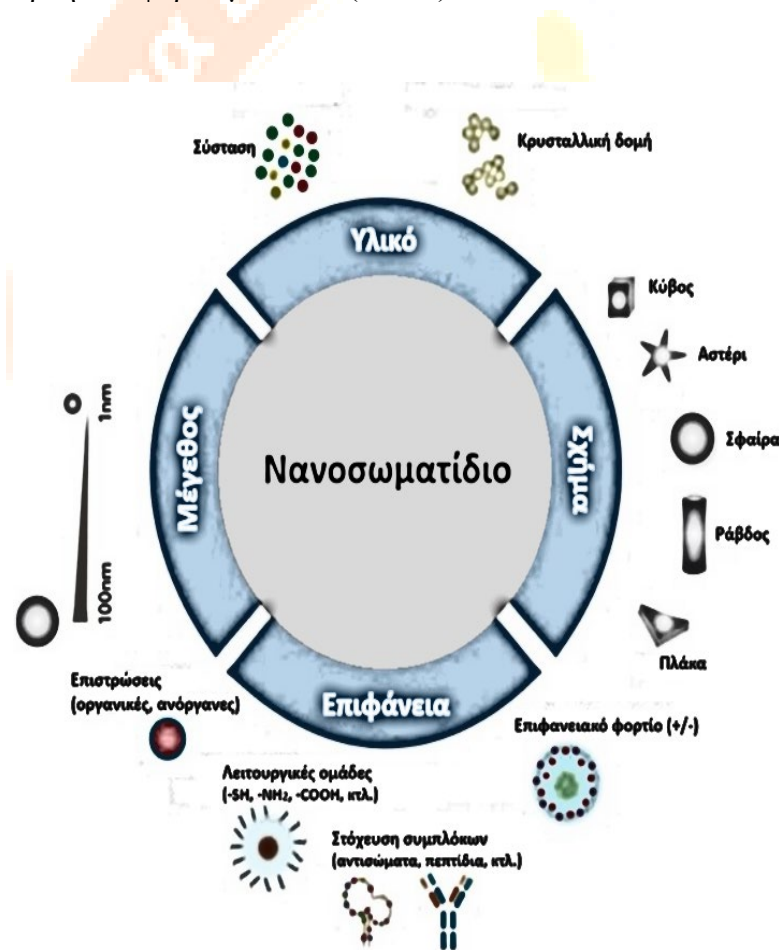 Σύσταση
Κρυσταλλική δομή
Υλικό
Κύβος
Αστέρι
Σφαίρα
Ράβδος
Πλάκα
Σχήμα
1nm
Μέγεθος
100nm
Νανοσωματίδιο
Επιφάνεια
Επιστρώσεις
(οργανικές, ανόργανες)
Επιφανειακό φορτίο (+/-)
Λειτουργικές ομάδες
(-SH, -NH₂, -COOH, κτλ.)
Στόχευση συμπλόκων
(αντισώματα, πεπτίδια, κτλ.)